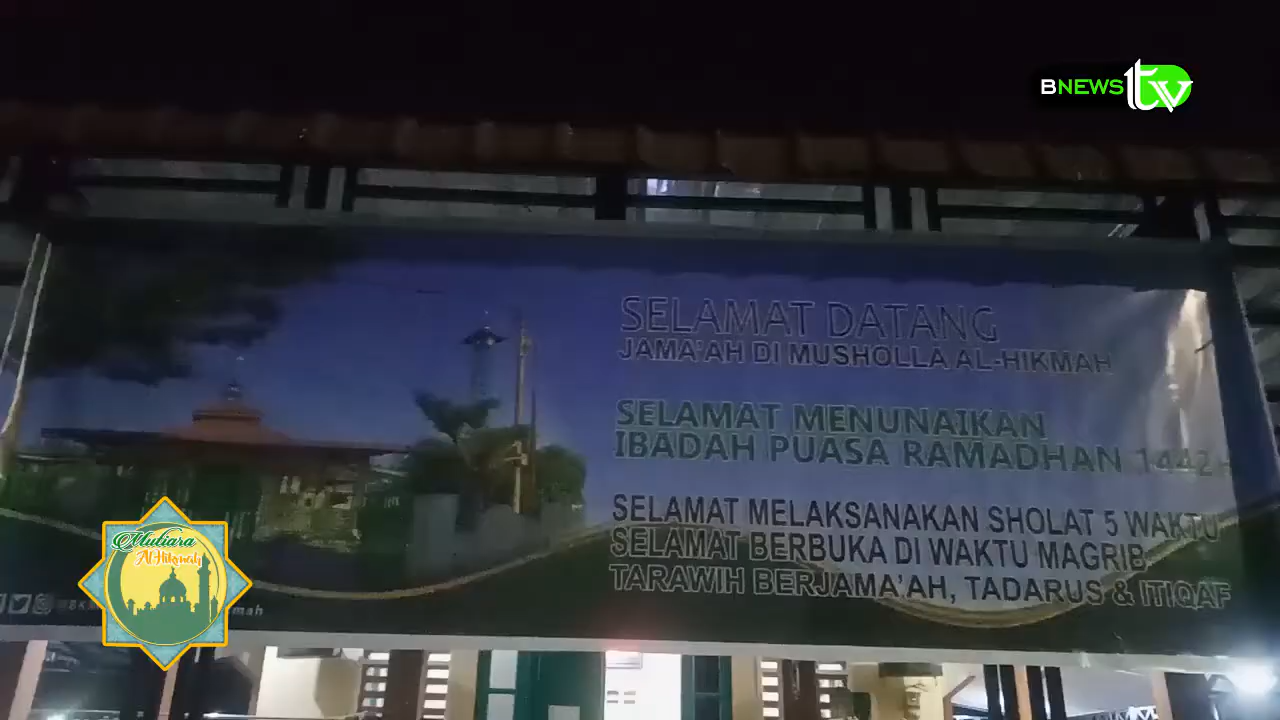 BNEWS tv
SELAMAT DATANG
JAMA'AH DI MUSHOLLA AL-HIKMAH
SELAMAT MENUNAIKAN
IBADAH PUASA RAMADHAN 1442
SELAMAT MELAKSANAKAN SHOLAT 5 WAKTU
SELAMAT BERBUKA DI WAKTU MAGRIB
TARAWIH BERJAMA'AH, TADARUS & ITIQAF
Mutiara
Al Hikmah